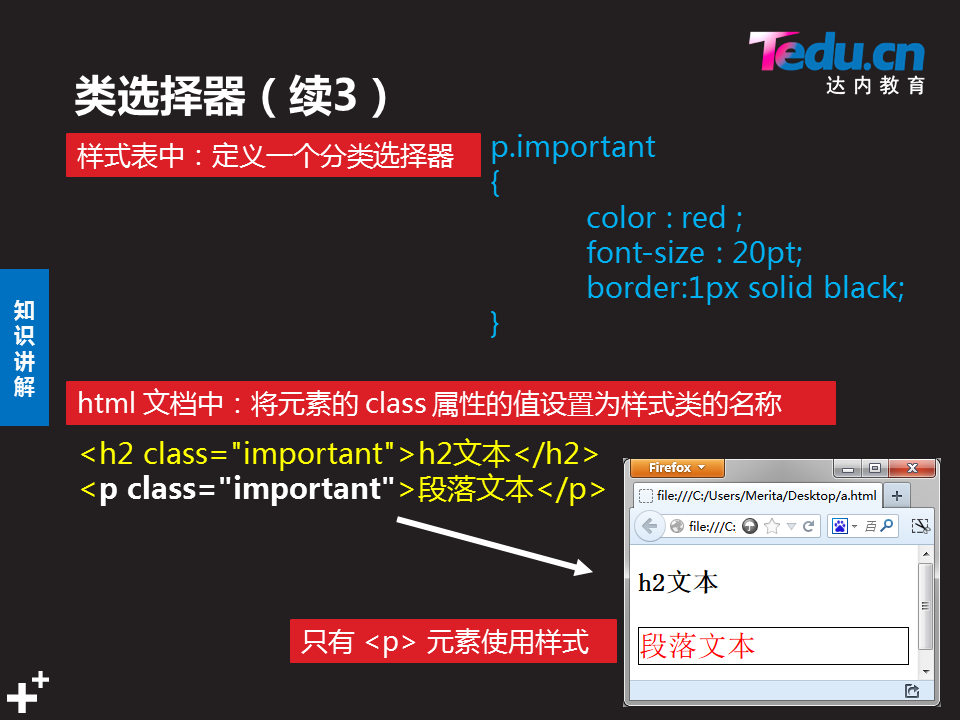 Tedu.cn
达内教育
类选择器（续3）
样式表中：定义一个分类选择器
p.important
{
color : red ;
font-size : 20pt;
border:1px solid black;
}
知识讲解
html 文档中：将元素的 class 属性的值设置为样式类的名称
<h2 class="important">h2文本</h2>
<p class="important">段落文本</p>
Firefox
file:///C:/Users/Merita/Desktop/a.html
file:///C:
百
h2文本
段落文本
只有 <p> 元素使用样式